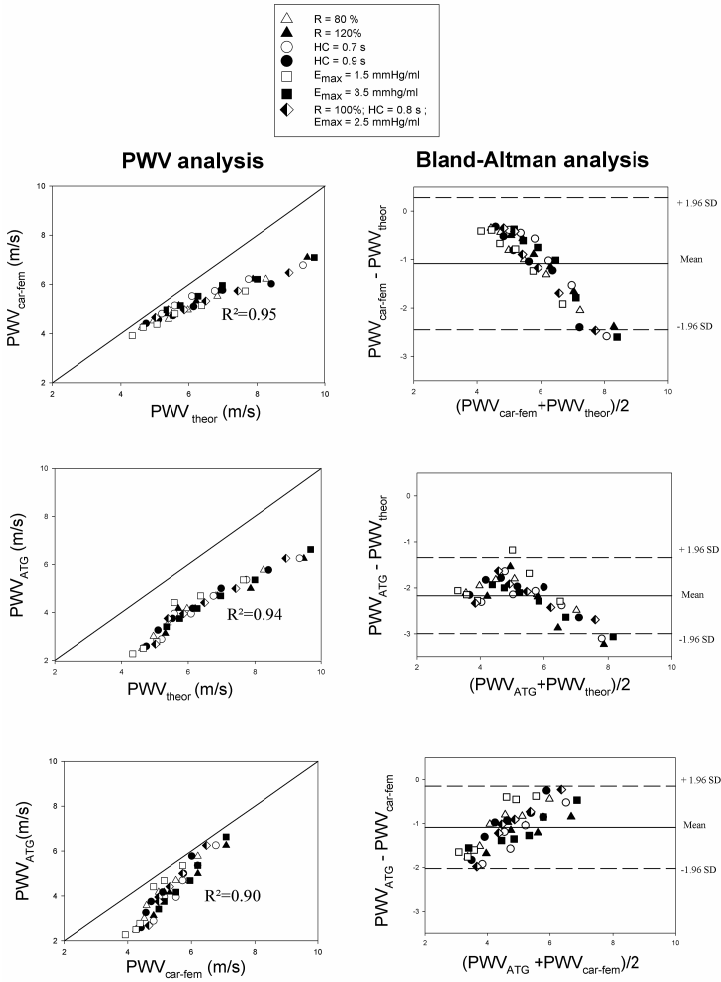 R = 80 %
R = 120%
HC = 0.7 s
HC = 0.9 s
Emax = 1.5 mmHg/ml
Emax = 3.5 mmhg/ml
R = 100%; HC = 0.8 s ;
Emax = 2.5 mmHg/ml
PWV analysis
Bland-Altman analysis
10
8
6
4
2
2 4 6 8 10
PWVcar-fem (m/s)
PWVtheor (m/s)
R²=0.95
0
-1
-2
-3
2 4 6 8 10
PWVcar-fem - PWVtheor
(PWVcar-fem+PWVtheor)/2
+ 1.96 SD
Mean
-1.96 SD
10
8
6
4
2
2 4 6 8 10
PWVATG (m/s)
PWVtheor (m/s)
R²=0.94
0
-1
-2
-3
2 4 6 8 10
PWVATG - PWVtheor
(PWVATG+PWVtheor)/2
+ 1.96 SD
Mean
-1.96 SD
10
8
6
4
2
2 4 6 8 10
PWVATG(m/s)
PWVcar-fem (m/s)
R²=0.90
0
-1
-2
-3
2 4 6 8 10
PWVATG - PWVcar-fem
(PWVATG +PWVcar-fem)/2
+ 1.96 SD
Mean
-1.96 SD